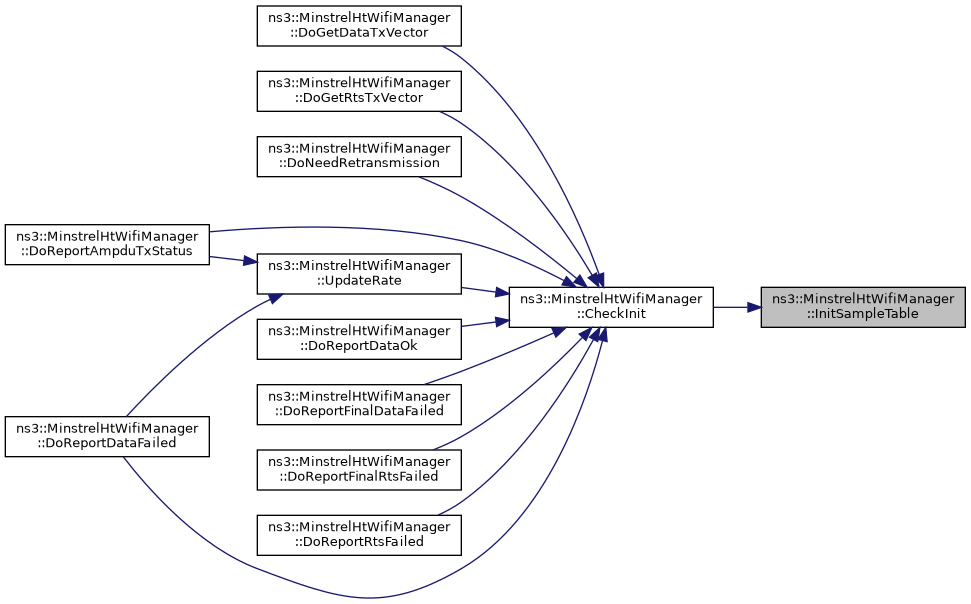 ns3::MinstrelHtWifiManager
::DoGetDataTxVector
ns3::MinstrelHtWifiManager
::DoGetRtsTxVector
ns3::MinstrelHtWifiManager
::DoNeedRetransmission
ns3::MinstrelHtWifiManager
::DoReportAmpduTxStatus
ns3::MinstrelHtWifiManager
::UpdateRate
ns3::MinstrelHtWifiManager
::CheckInit
ns3::MinstrelHtWifiManager
::InitSampleTable
ns3::MinstrelHtWifiManager
::DoReportDataOk
ns3::MinstrelHtWifiManager
::DoReportFinalDataFailed
ns3::MinstrelHtWifiManager
::DoReportDataFailed
ns3::MinstrelHtWifiManager
::DoReportFinalRtsFailed
ns3::MinstrelHtWifiManager
::DoReportRtsFailed